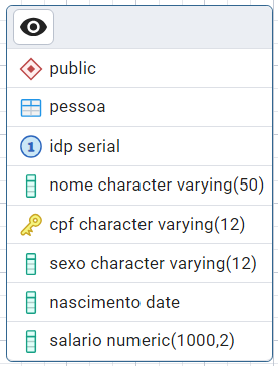 public
pessoa
1 idp serial
nome character varying(50)
cpf character varying(12)
sexo character varying(12)
nascimento date
salario numeric(1000,2)